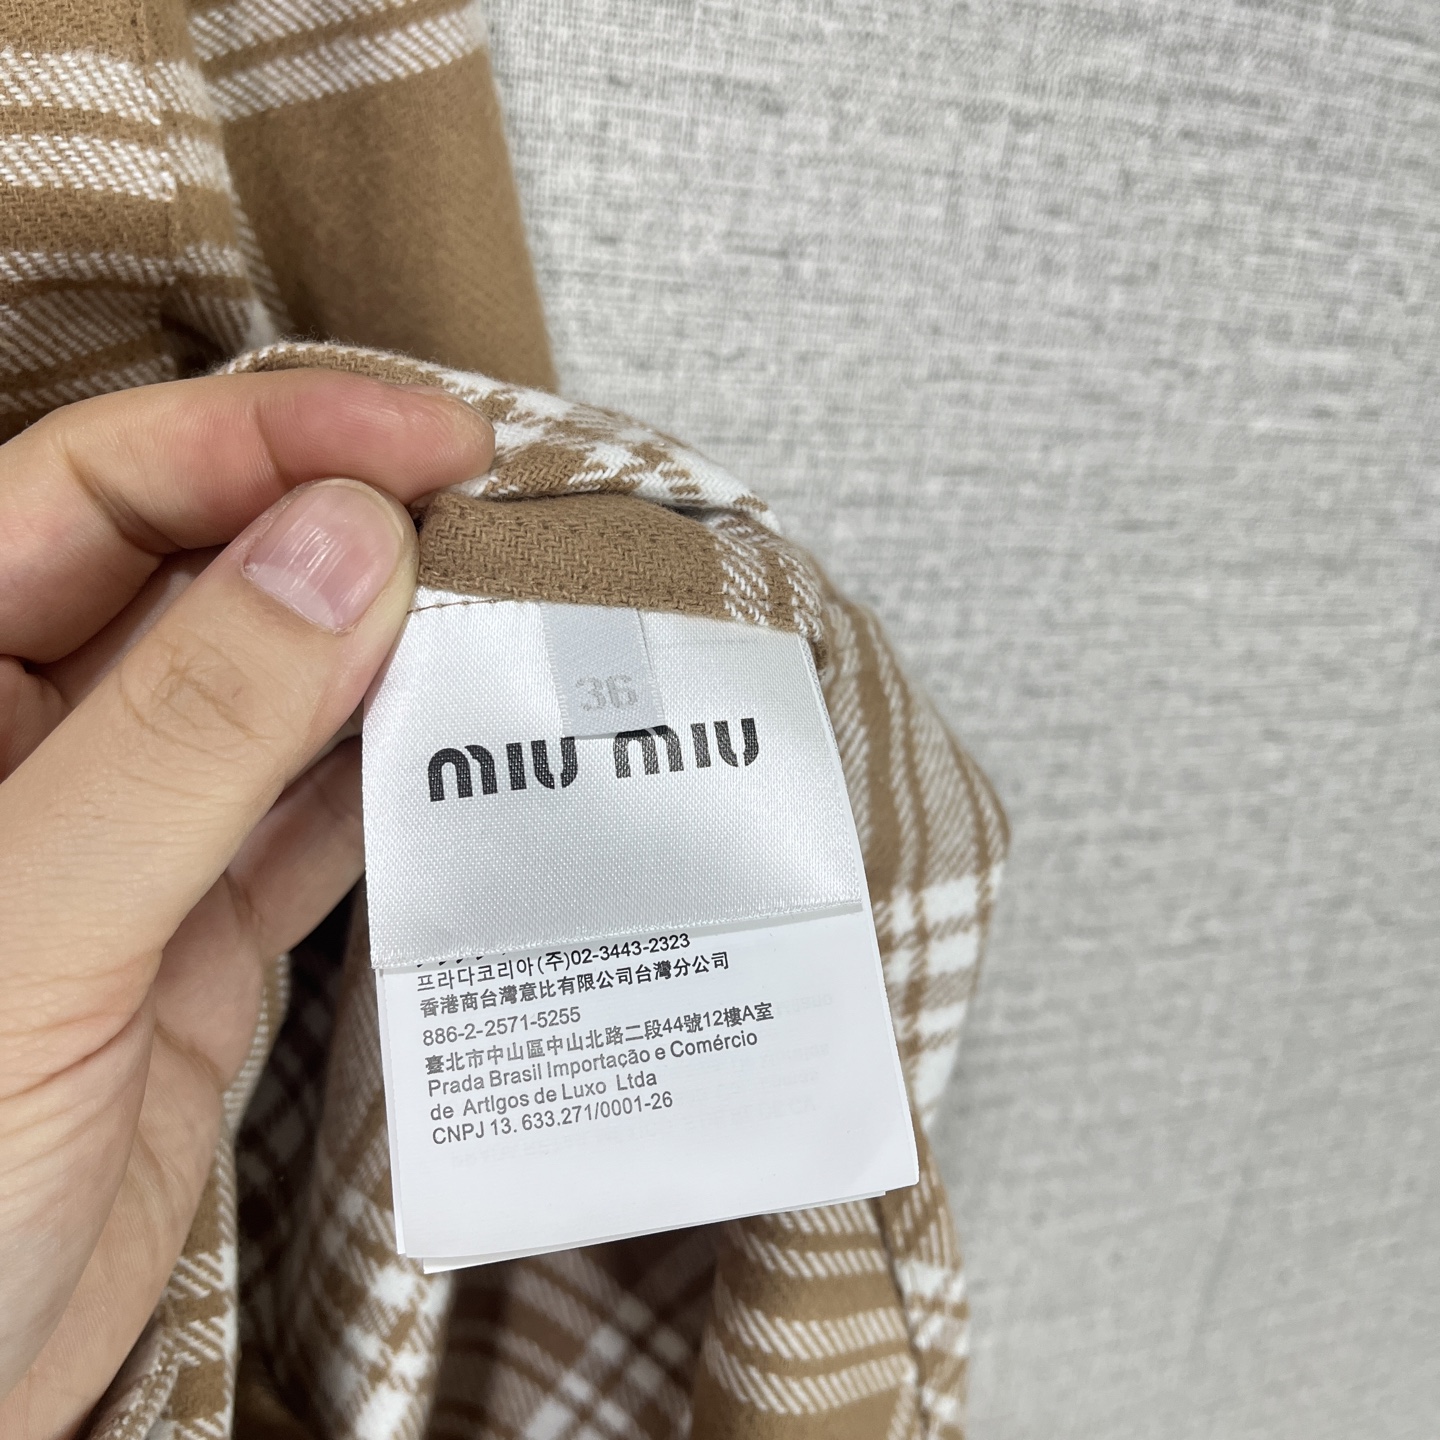 36
miu miu
프라다코리아(주)02-3443-2323
香港商台灣意比有限公司台灣分公司
886-2-2571-5255
臺北市中山區中山北路二段44號12樓A室
Prada Brasil Importação e Comércio
de Artlgos de Luxo Ltda
CNPJ 13. 633.271/0001-26